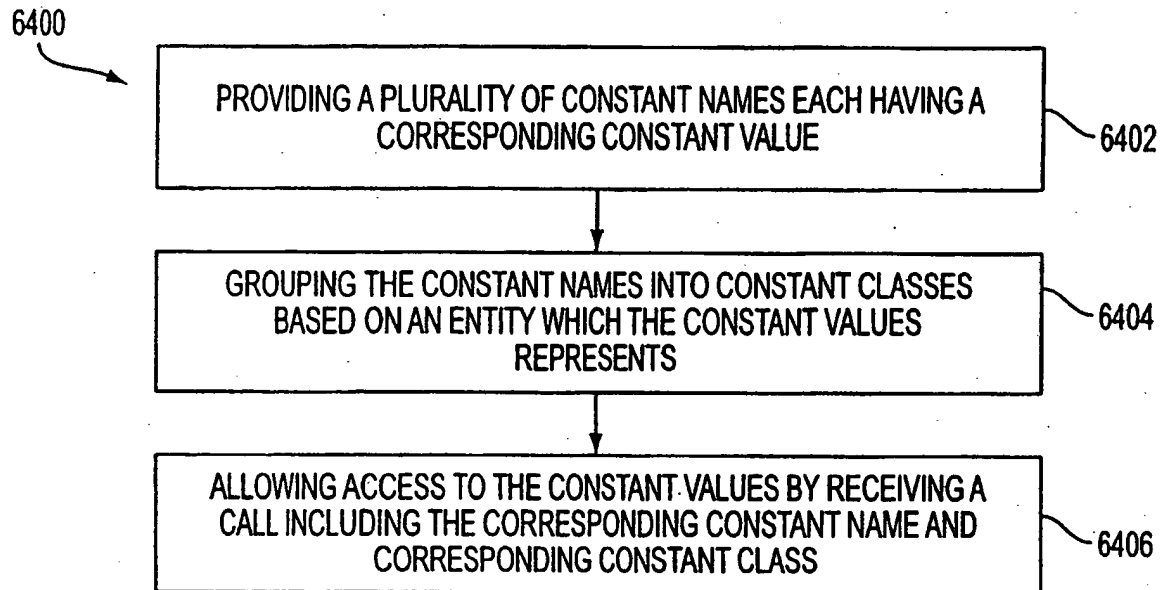 6400
PROVIDING A PLURALITY OF CONSTANT NAMES EACH HAVING A
CORRESPONDING CONSTANT VALUE
6402
GROUPING THE CONSTANT NAMES INTO CONSTANT CLASSES
BASED ON AN ENTITY WHICH THE CONSTANT VALUES
REPRESENTS
6404
ALLOWING ACCESS TO THE CONSTANT VALUES BY RECEIVING A
CALL INCLUDING THE CORRESPONDING CONSTANT NAME AND
CORRESPONDING CONSTANT CLASS
6406